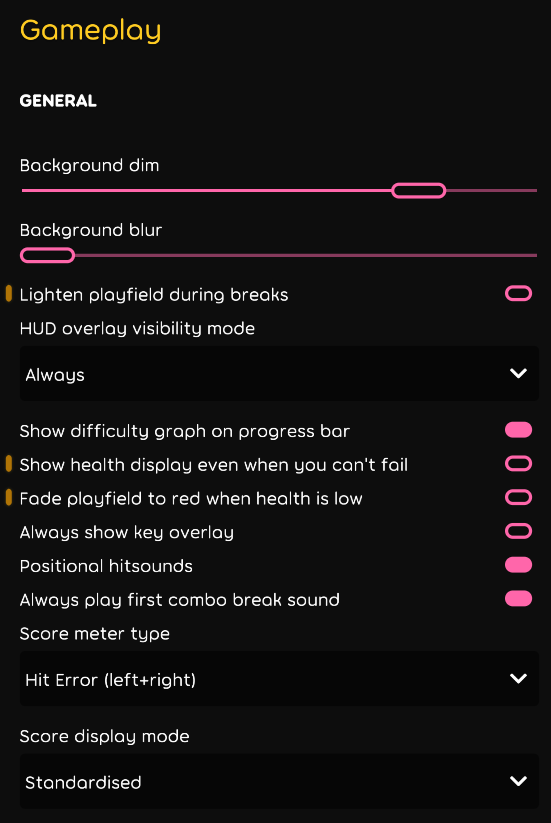 Gameplay
GENERAL
Background dim
Background blur
Lighten playfield during breaks
HUD overlay visibility mode
Always
Show difficulty graph on progress bar
Show health display even when you can't fail
Fade playfield to red when health is low
Always show key overlay
Positional hitsounds
Always play first combo break sound
Score meter type
Hit Error (left+right)
Score display mode
Standardised